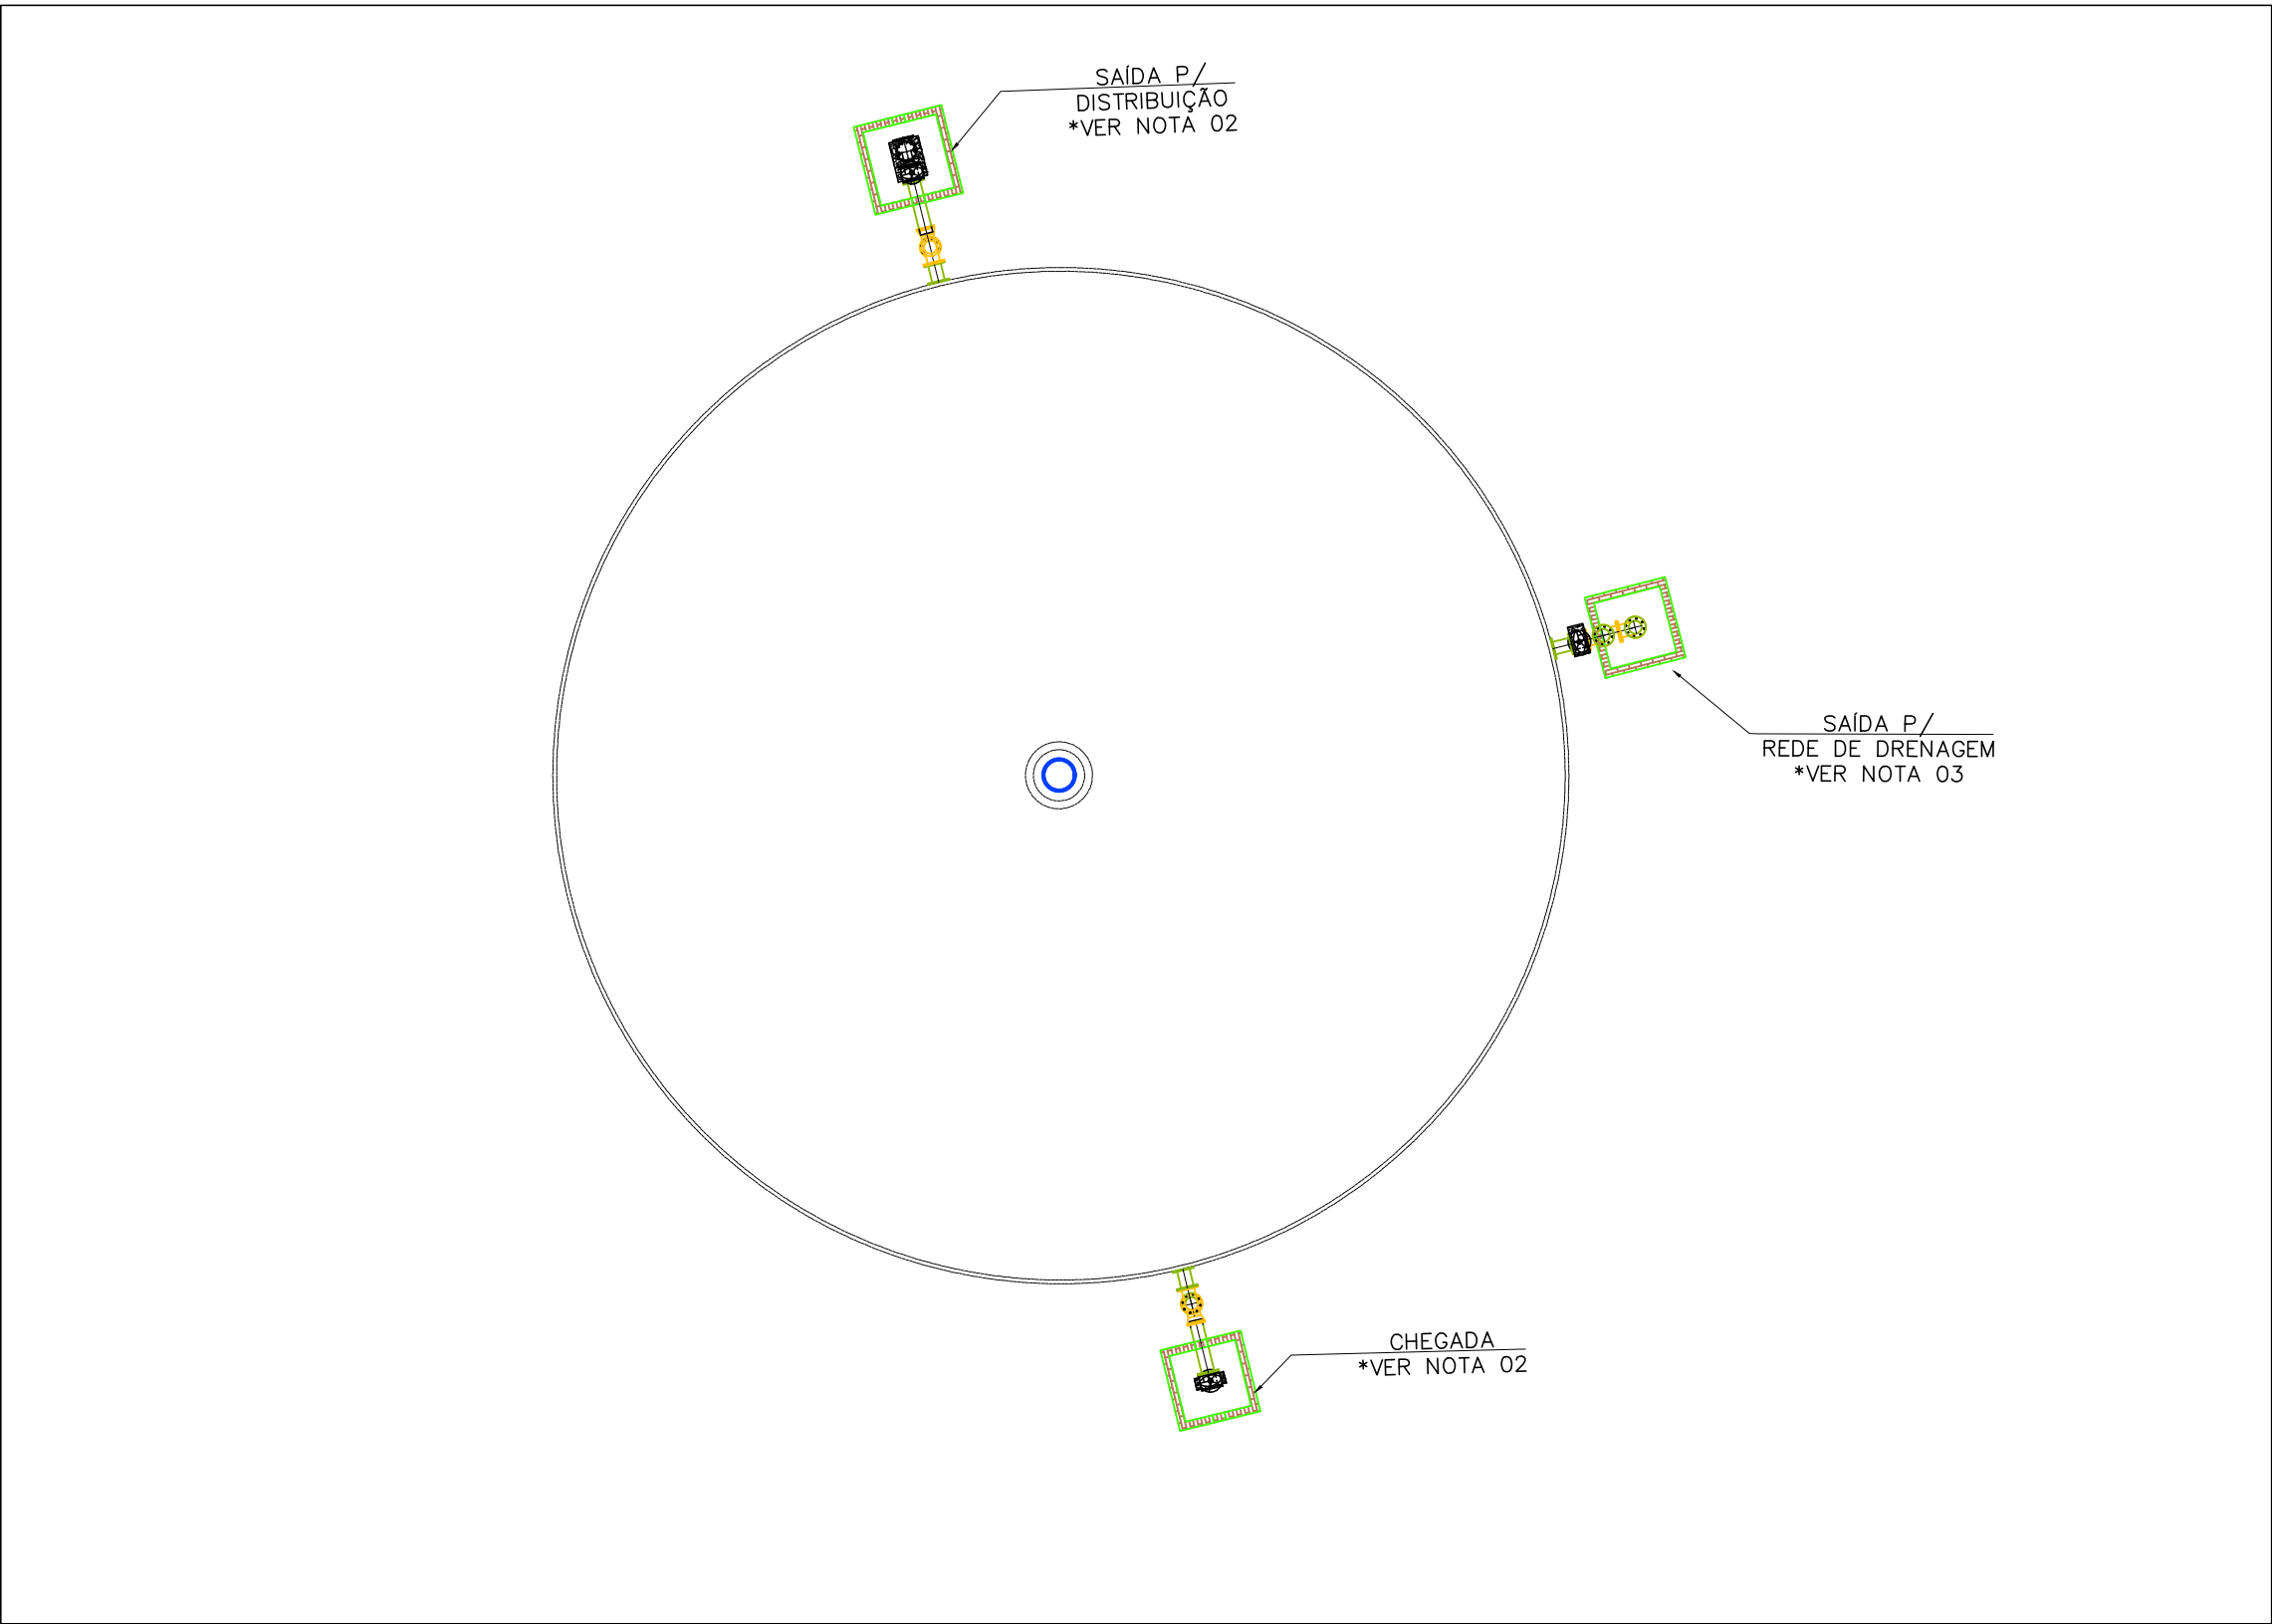 SAÍDA P/
DISTRIBUIÇÃO
*VER NOTA 02
SAÍDA P/
REDE DE DRENAGEM
*VER NOTA 03
CHEGADA
*VER NOTA 02